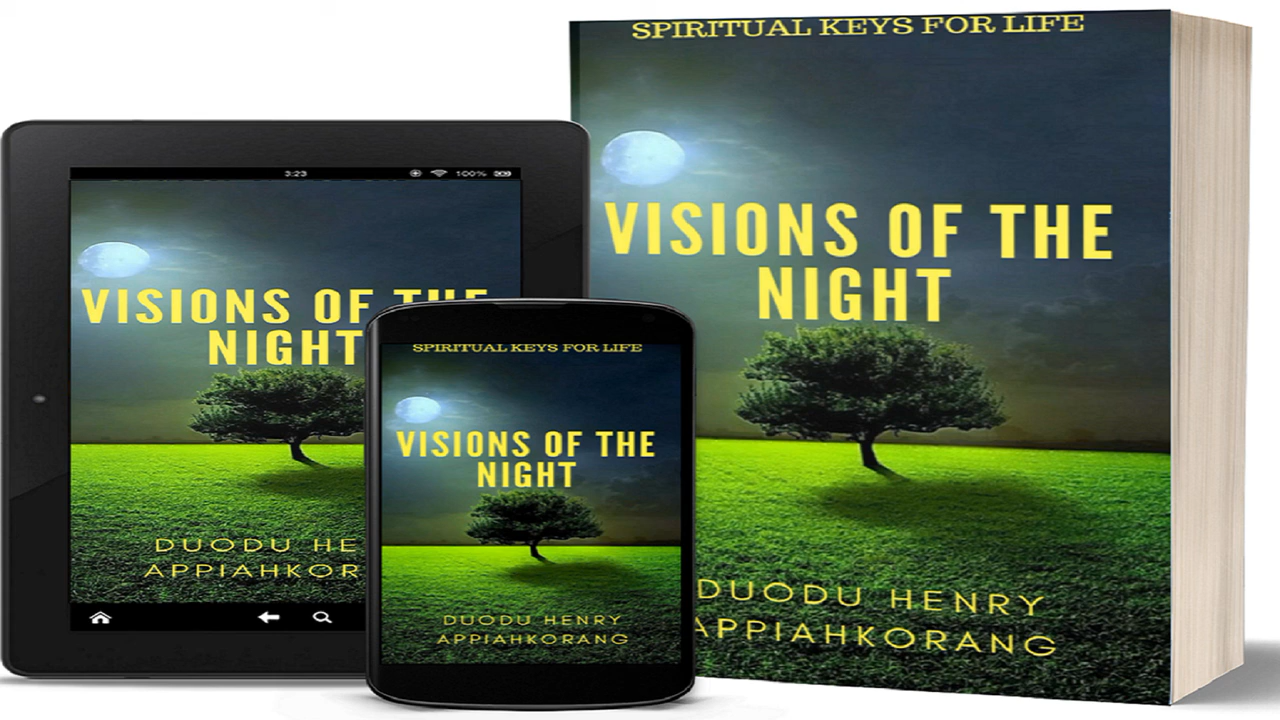 SPIRITUAL KEYS FOR LIFE
VISIONS OF THE
NIGHT
DUODU HENRY
APPIAHKORANG
3:23
100%
VISIONS OF THE
NIGHT
DUODU HE
APPIAHKOR
SPIRITUAL KEYS FOR LIFE
VISIONS OF THE
NIGHT
DUODU HENRY
APPIAHKORANG